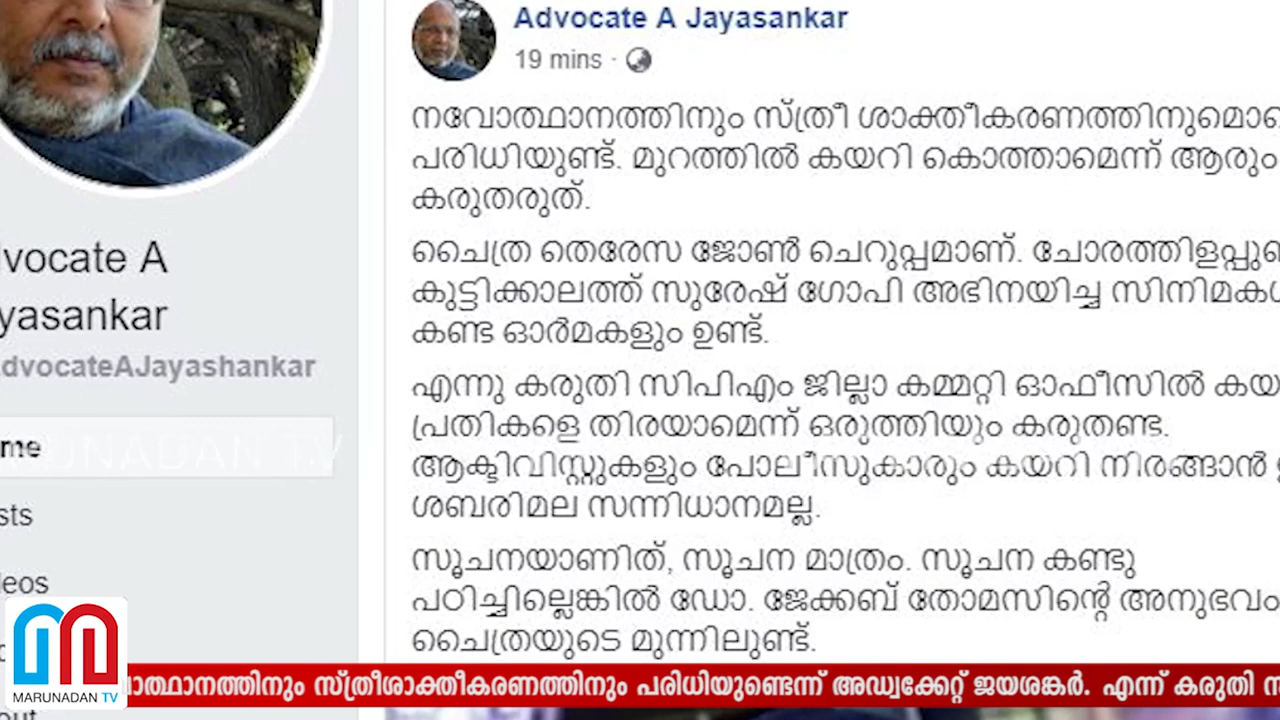 Advocate A Jayasankar
19 mins ·
നവോത്ഥാനത്തിനും സ്ത്രീ ശാക്തീകരണത്തിനുമൊ
പരിധിയുണ്ട്. മുറത്തിൽ കയറി കൊത്താമെന്ന് ആരും
കരുതരുത്.
ചൈത്ര തെരേസ ജോൺ ചെറുപ്പമാണ്. ചോരത്തിളപ്പു
കുട്ടിക്കാലത്ത് സുരേഷ് ഗോപി അഭിനയിച്ച സിനിമക
കണ്ട ഓർമകളും ഉണ്ട്.
എന്നു കരുതി സിപിഎം ജില്ലാ കമ്മറ്റി ഓഫീസിൽ കയ
പ്രതികളെ തിരയാമെന്ന് ഒരുത്തിയും കരുതണ്ട.
ആക്ടിവിസ്റ്റുകളും പോലീസുകാരും കയറി നിരങ്ങാൻ
ശബരിമല സന്നിധാനമല്ല.
സൂചനയാണിത്, സൂചന മാത്രം. സൂചന കണ്ടു
പഠിച്ചില്ലെങ്കിൽ ഡോ. ജേക്കബ് തോമസിന്റെ അനുഭവം
ചൈത്രയുടെ മുന്നിലുണ്ട്.
dvocate A
yasankar
dvocateAJayashankar
me
UNADAN T.V
sts
leos
out
MARUNADAN TV
ോത്ഥാനത്തിനും സ്ത്രീശാക്തീകരണത്തിനും പരിധിയുണ്ടെന്ന് അഡ്വക്കേറ്റ് ജയശങ്കർ. എന്ന് കരുതി